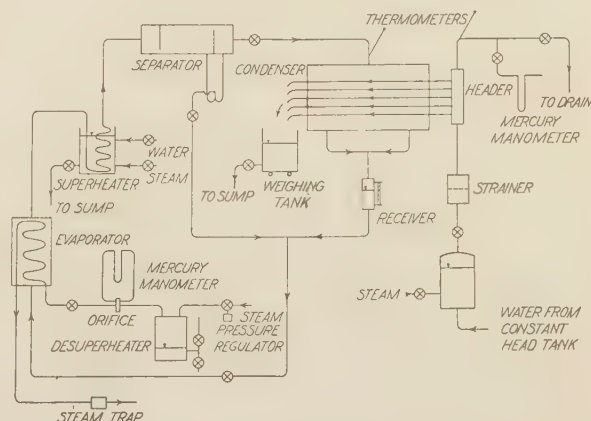 THERMOMETERS
SEPARATOR
CONDENSER
HEADER
TO DRAIN
MERCURY
MANOMETER
WATER
STEAM
SUPERHEATER
TO SUMP
TO SUMP
WEIGHING
TANK
STRAINER
RECEIVER
EVAPORATOR
MERCURY
MANOMETER
ORIFICE
STEAM
PRESSURE
REGULATOR
DESUPERHEATER
STEAM
WATER FROM
CONSTANT
HEAD TANK
STEAM TRAP